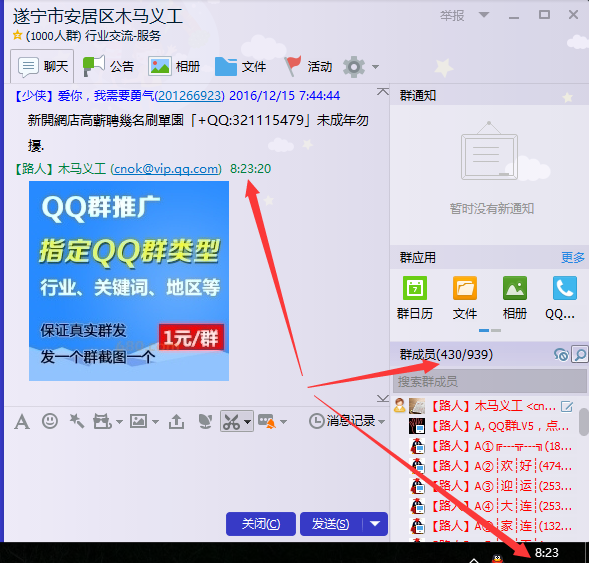 遂宁市安居区木马义工
举报
(1000人群) 行业交流-服务
聊天 公告 相册 文件 活动
【少侠】爱你，我需要勇气(201266923) 2016/12/15 7:44:44
新開網店高薪聘幾名刷單團「+QQ:321115479」未成年勿
擾.
【路人】木马义工 (cnok@vip.qq.com) 8:23:20
QQ群推广
指定QQ群类型
行业、关键词、地区等
保证真实群发
发一个群截图一个
1元/群
消息记录
关闭(C) 发送(S)
群通知
暂时没有新通知
群应用 更多
7
群日历 文件 相册 QQ...
群成员(430/939)
搜索群成员
【路人】木马义工 <cn...
【路人】A, QQ群LV5，点...
【路人】A①╔┅┅╦┅┅╗(18...
【路人】A②┆欢┆好┆(474...
【路人】A③┆迎┆运┆(253...
【路人】A④┆大┆连┆(253...
【路人】A⑤┆家┆连┆(132...
8:23